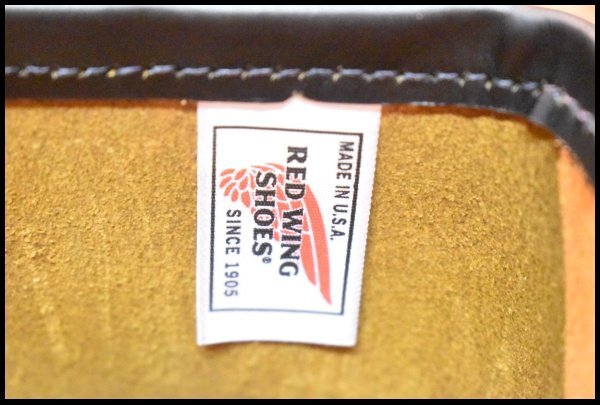 MADE IN U.S.A.
RED WING
SHOES®
SINCE 1905